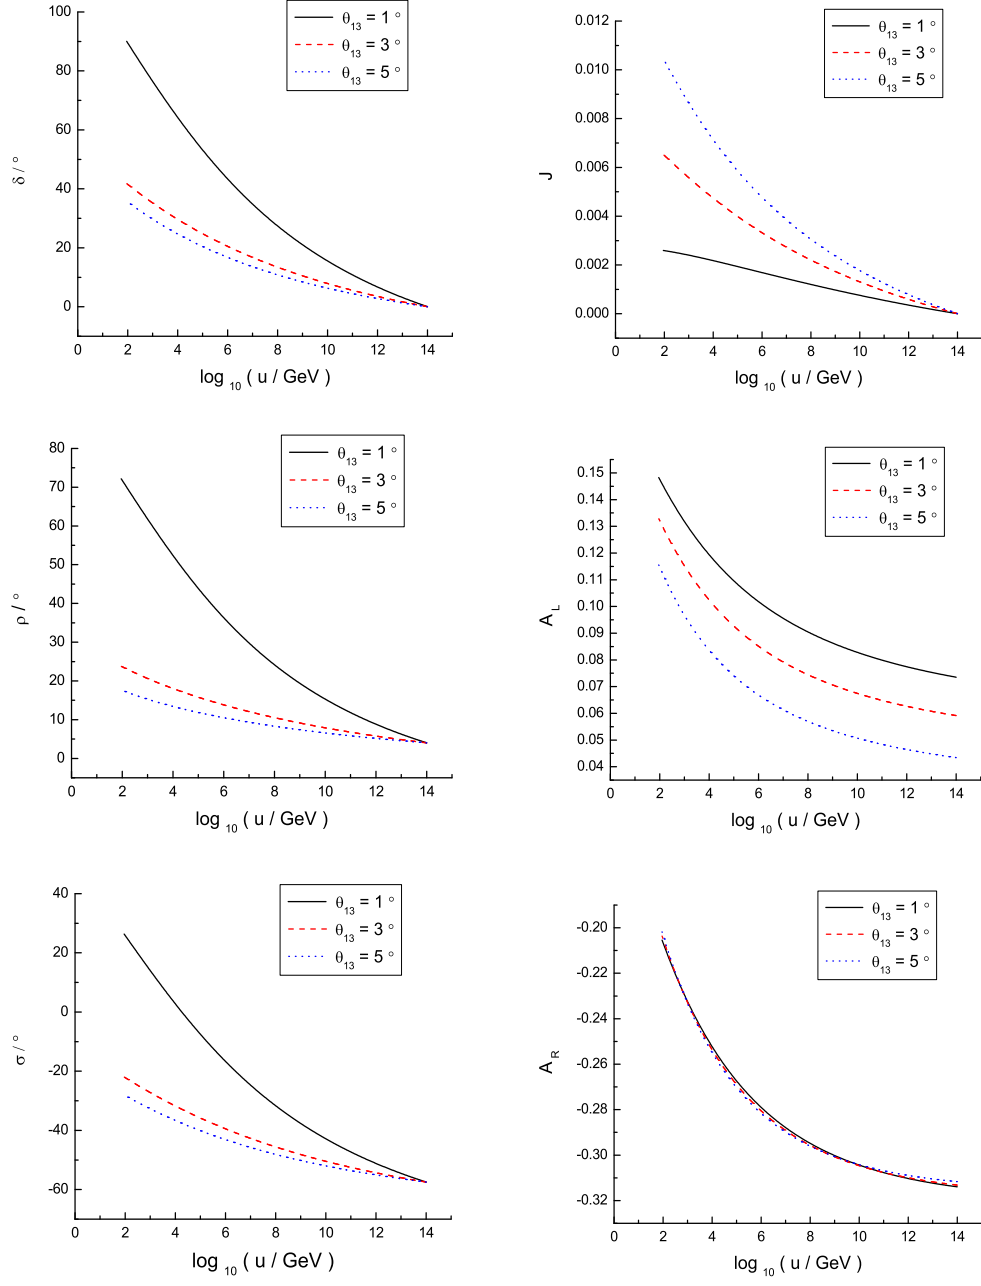 θ13 = 1 °
θ13 = 3 °
θ13 = 5 °
100
80
60
40
20
0
δ / °
0 2 4 6 8 10 12 14
log 10 ( u / GeV )
θ13 = 1 °
θ13 = 3 °
θ13 = 5 °
0.012
0.010
0.008
0.006
0.004
0.002
0.000
J
0 2 4 6 8 10 12 14
log 10 ( u / GeV )
θ13 = 1 °
θ13 = 3 °
θ13 = 5 °
80
70
60
50
40
30
20
10
0
ρ / °
0 2 4 6 8 10 12 14
log 10 ( u / GeV )
θ13 = 1 °
θ13 = 3 °
θ13 = 5 °
0.15
0.14
0.13
0.12
0.11
0.10
0.09
0.08
0.07
0.06
0.05
0.04
A L
0 2 4 6 8 10 12 14
log 10 ( u / GeV )
θ13 = 1 °
θ13 = 3 °
θ13 = 5 °
40
20
0
-20
-40
-60
σ / °
0 2 4 6 8 10 12 14
log 10 ( u / GeV )
θ13 = 1 °
θ13 = 3 °
θ13 = 5 °
-0.20
-0.22
-0.24
-0.26
-0.28
-0.30
-0.32
A R
0 2 4 6 8 10 12 14
log 10 ( u / GeV )